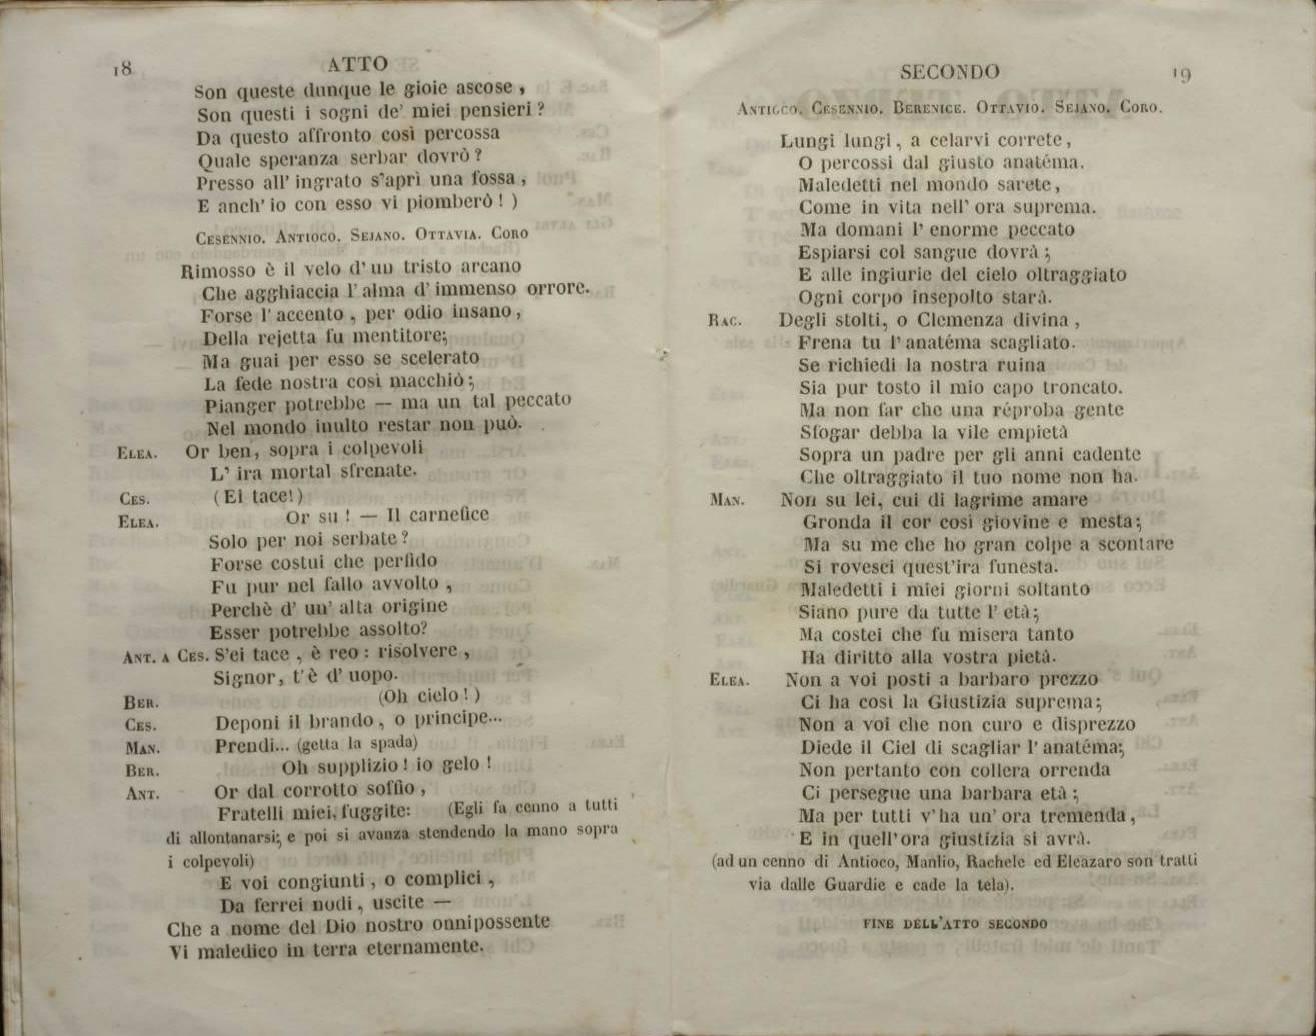 18
ATTO
Son queste dunque le gioie ascose ,
Son questi i sogni de' miei pensieri ?
Da questo affronto così percossa
Quale speranza serbar dovrò ?
Presso all' ingrato s'aprì una fossa ,
E anch' io con esso vi piomberò ! )
CESENNIO. ANTIOCO. SEJANO. OTTAVIA. CORO
Rimosso è il velo d' un tristo arcano
Che agghiaccia l' alma d' immenso orrore.
Forse l' accento , per odio insano ,
Della rejetta fu mentitore;
Ma guai per esso se scelerato
La fede nostra così macchiò ;
Pianger potrebbe — ma un tal peccato
Nel mondo inulto restar non può.
ELEA. Or ben, sopra i colpevoli
L' ira mortal sfrenate.
CES. ( Ei tace! )
ELEA. Or su ! — Il carnefice
Solo per noi serbate ?
Forse costui che perfido
Fu pur nel fallo avvolto ,
Perchè d' un' alta origine
Esser potrebbe assolto?
ANT. A CES. S'ei tace , è reo : risolvere ,
Signor, t'è d' uopo.
BER. (Oh cielo ! )
CES. Deponi il brando , o principe...
MAN. Prendi... (getta la spada)
BER. Oh supplizio ! io gelo !
ANT. Or dal corrotto soffio ,
Fratelli miei, fuggite: (Egli fa cenno a tutti
di allontanarsi; e poi si avanza stendendo la mano sopra
i colpevoli)
E voi congiunti , o complici ,
Da ferrei nodi , uscite —
Che a nome del Dio nostro onnipossente
Vi maledico in terra eternamente.
SECONDO
19
ANTIOCO. CESENNIO. BERENICE. OTTAVIO. SEJANO. CORO.
Lungi lungi , a celarvi correte ,
O percossi dal giusto anatéma.
Maledetti nel mondo sarete ,
Come in vita nell' ora suprema.
Ma domani l' enorme peccato
Espiarsi col sangue dovrà ;
E alle ingiurie del cielo oltraggiato
Ogni corpo insepolto starà.
RAC. Degli stolti, o Clemenza divina ,
Frena tu l' anatéma scagliato.
Se richiedi la nostra ruina
Sia pur tosto il mio capo troncato.
Ma non far che una réproba gente
Sfogar debba la vile empietà
Sopra un padre per gli anni cadente
Che oltraggiato il tuo nome non ha.
MAN. Non su lei, cui di lagrime amare
Gronda il cor così giovine e mesta;
Ma su me che ho gran colpe a scontare
Si rovesci quest'ira funesta.
Maledetti i miei giorni soltanto
Siano pure da tutte l' età;
Ma costei che fu misera tanto
Ha diritto alla vostra pietà.
ELEA. Non a voi posti a barbaro prezzo
Ci ha così la Giustizia suprema;
Non a voi che non curo e disprezzo
Diede il Ciel di scagliar l' anatéma;
Non pertanto con collera orrenda
Ci persegue una barbara età ;
Ma per tutti v'ha un' ora tremenda ,
E in quell'ora giustizia si avrà.
(ad un cenno di Antioco, Manlio, Rachele ed Eleazaro son tratti
via dalle Guardie e cade la tela).
FINE DELL'ATTO SECONDO